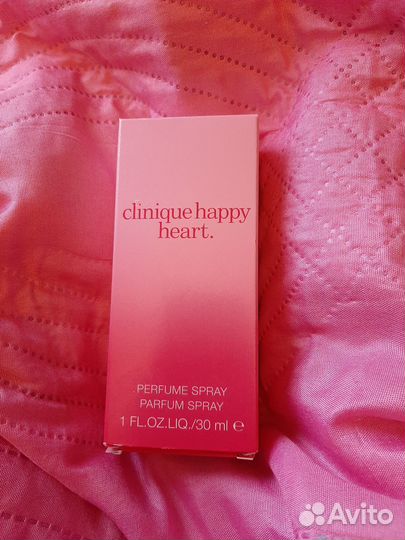 clinique happy
heart.
PERFUME SPRAY
PARFUM SPRAY
1 FL.OZ.LIQ./30 ml ℮
Avito